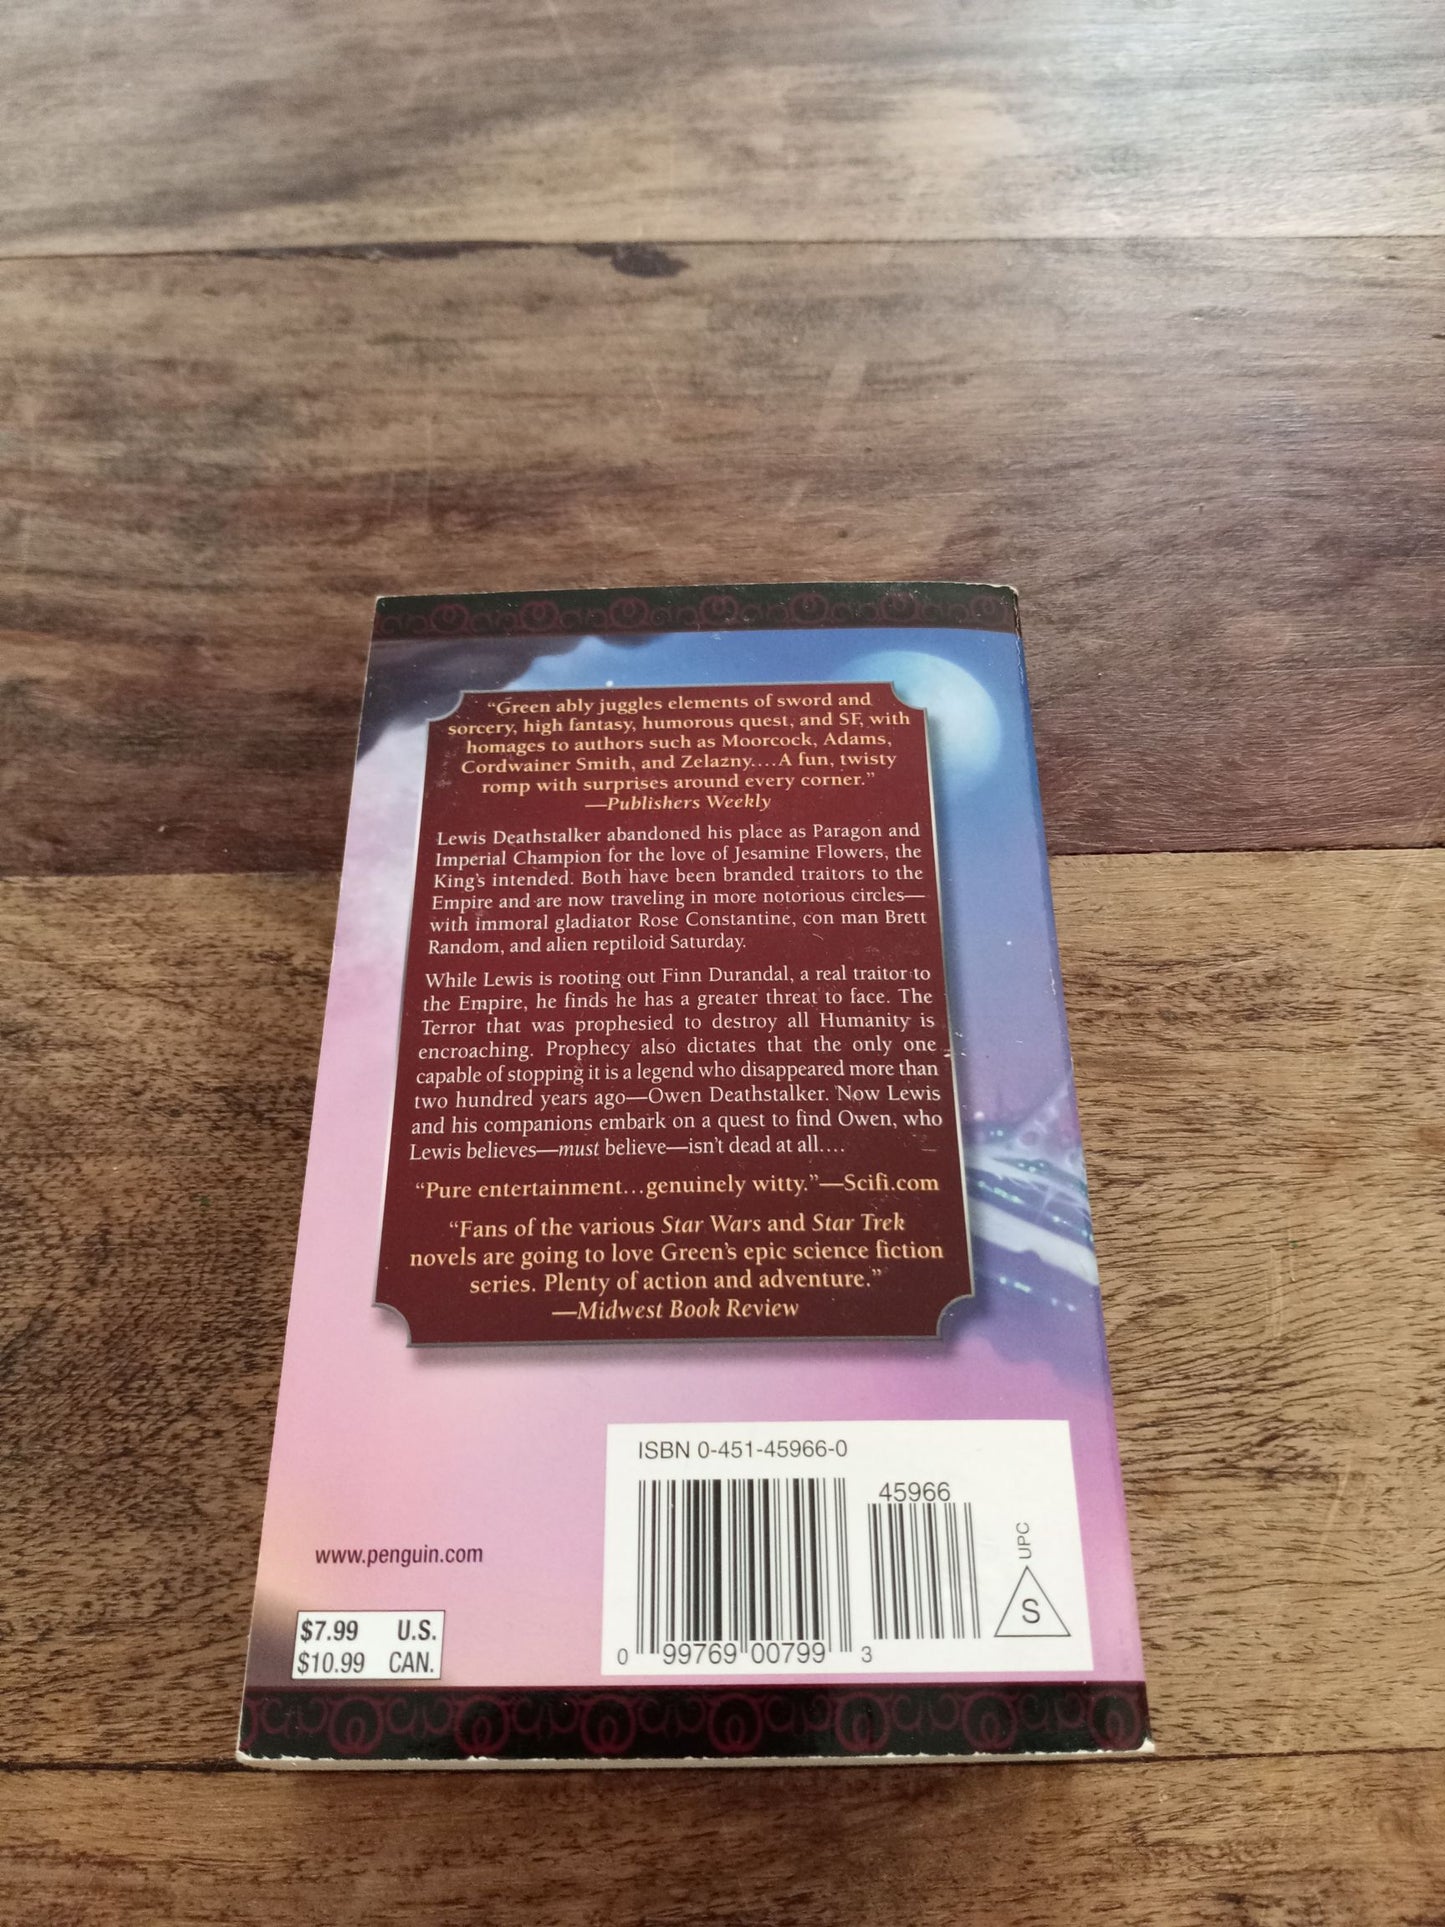 “Green ably juggles elements of sword and
sorcery, high fantasy, humorous quest, and SF, with
homages to authors such as Moorcock, Adams,
Cordwainer Smith, and Zelazny....A fun, twisty
romp with surprises around every corner.”
—Publishers Weekly
Lewis Deathstalker abandoned his place as Paragon and
Imperial Champion for the love of Jesamine Flowers, the
King's intended. Both have been branded traitors to the
Empire and are now traveling in more notorious circles—
with immoral gladiator Rose Constantine, con man Brett
Random, and alien reptiloid Saturday.
While Lewis is rooting out Finn Durandal, a real traitor to
the Empire, he finds he has a greater threat to face. The
Terror that was prophesied to destroy all Humanity is
encroaching. Prophecy also dictates that the only one
capable of stopping it is a legend who disappeared more than
two hundred years ago—Owen Deathstalker. Now Lewis
and his companions embark on a quest to find Owen, who
Lewis believes—must believe—isn't dead at all....
“Pure entertainment...genuinely witty.”—Scifi.com
“Fans of the various Star Wars and Star Trek
novels are going to love Green's epic science fiction
series. Plenty of action and adventure.”
—Midwest Book Review
ISBN 0-451-45966-0
45966
UPC
S
0 99769 00799 3
www.penguin.com
$7.99 U.S.
$10.99 CAN.